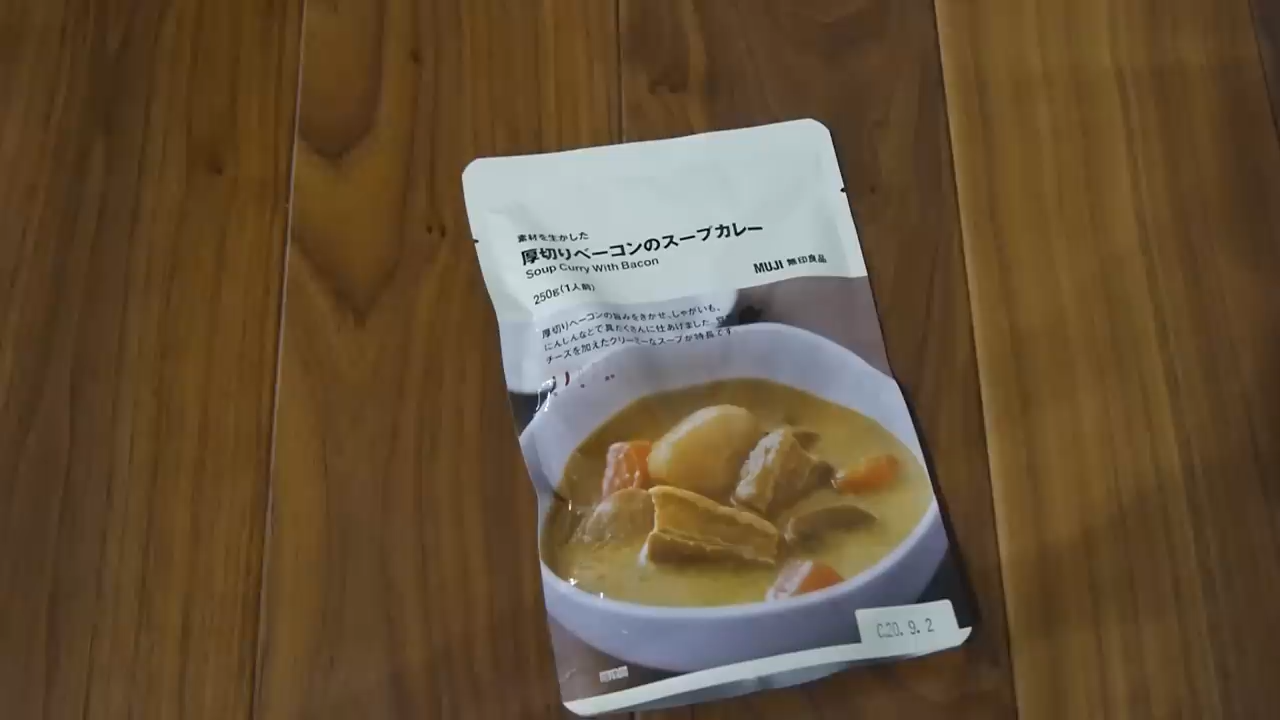 素材を生かした
厚切りベーコンのスープカレー
Soup Curry With Bacon
MUJI 無印良品
250g(1人前)
厚切りベーコンの旨みをきかせ、じゃがいも、
にんじんなどで具だくさんに仕あげました。
チーズを加えたクリーミーなスープが特長です
20. 9. 2